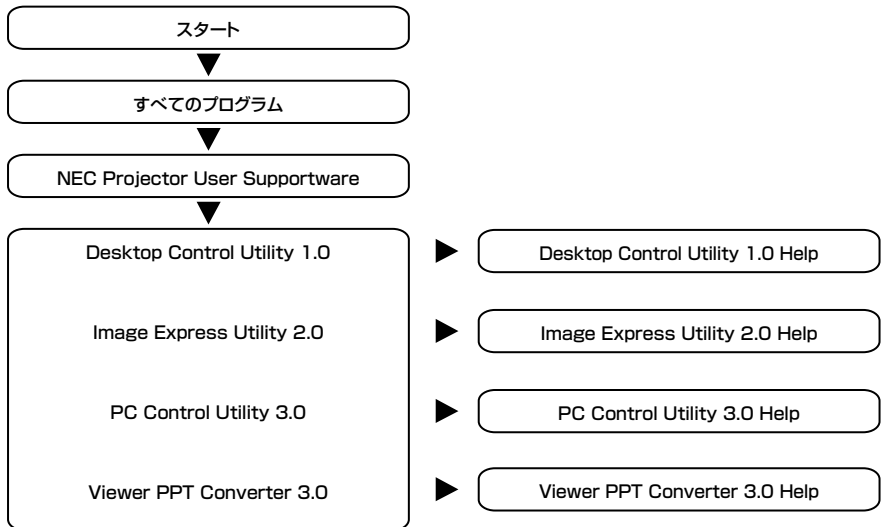 スタート
すべてのプログラム
NEC Projector User Supportware
Desktop Control Utility 1.0
Desktop Control Utility 1.0 Help
Image Express Utility 2.0
Image Express Utility 2.0 Help
PC Control Utility 3.0
PC Control Utility 3.0 Help
Viewer PPT Converter 3.0
Viewer PPT Converter 3.0 Help